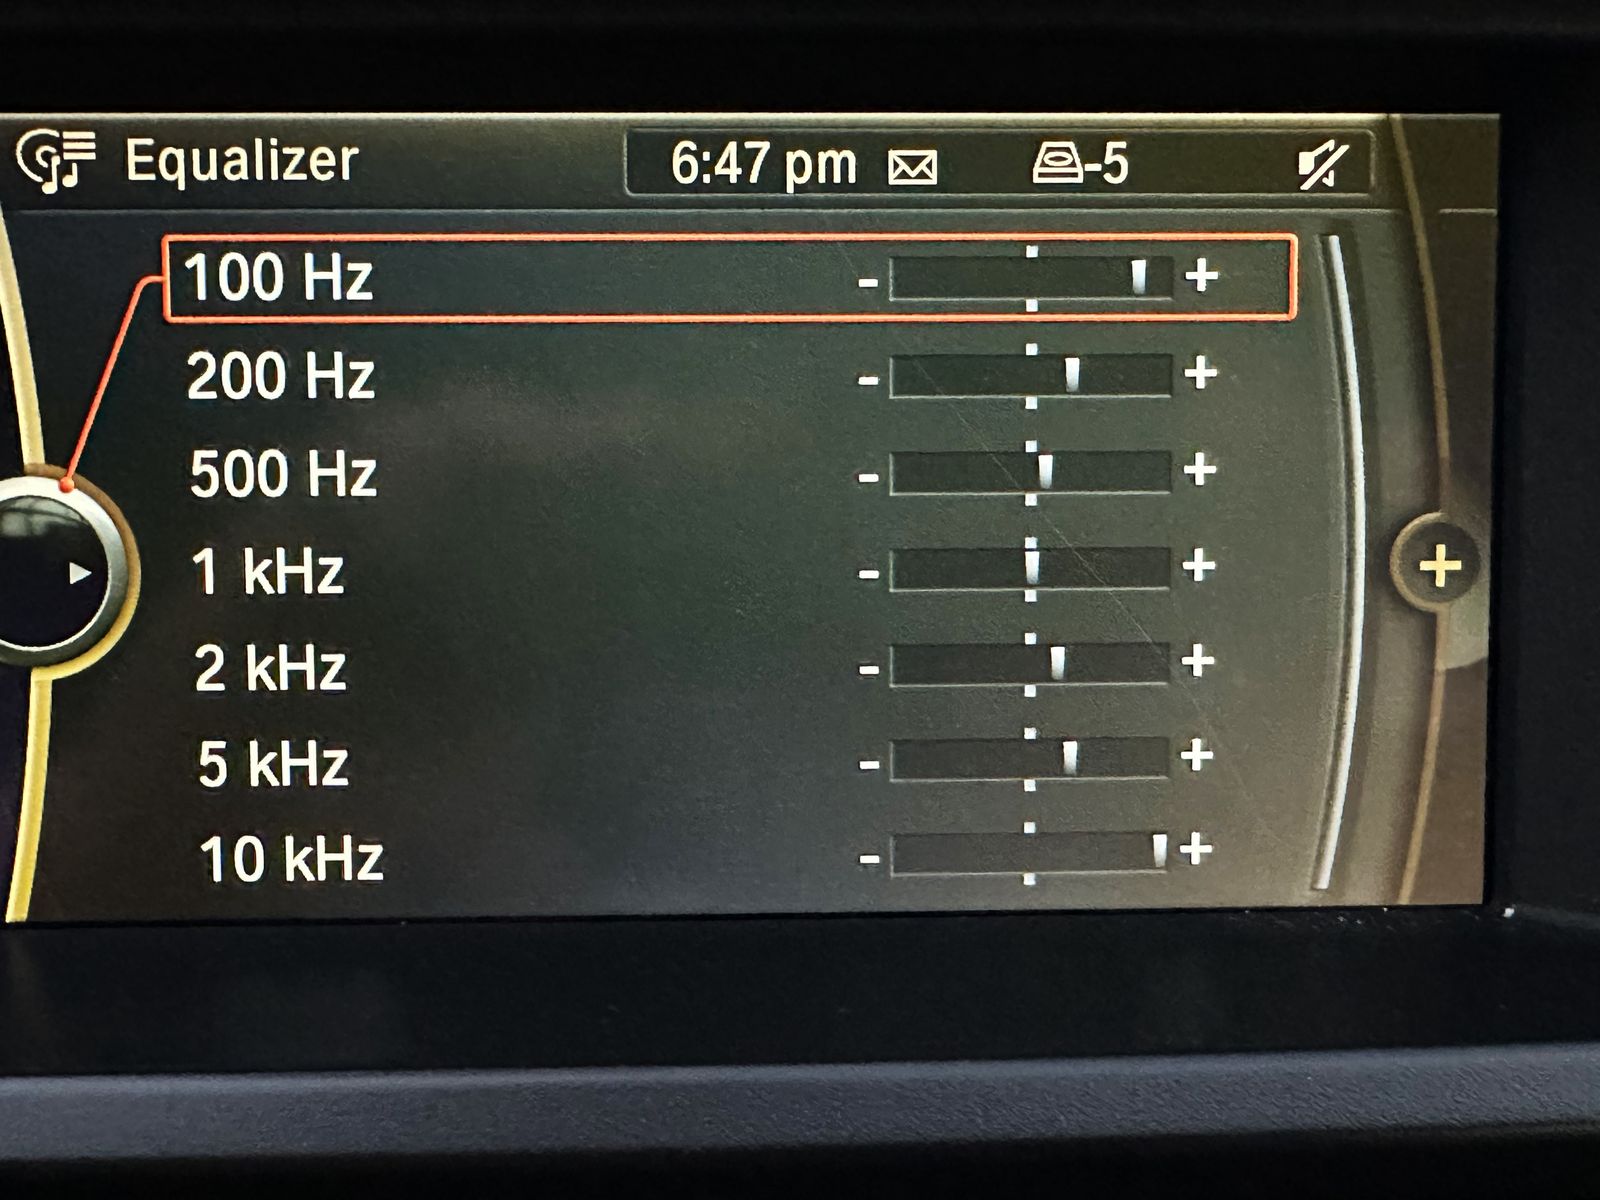 Equalizer 6:47 pm -5
100 Hz - +
200 Hz - +
500 Hz - +
1 kHz - +
2 kHz - +
5 kHz - +
10 kHz - +
+